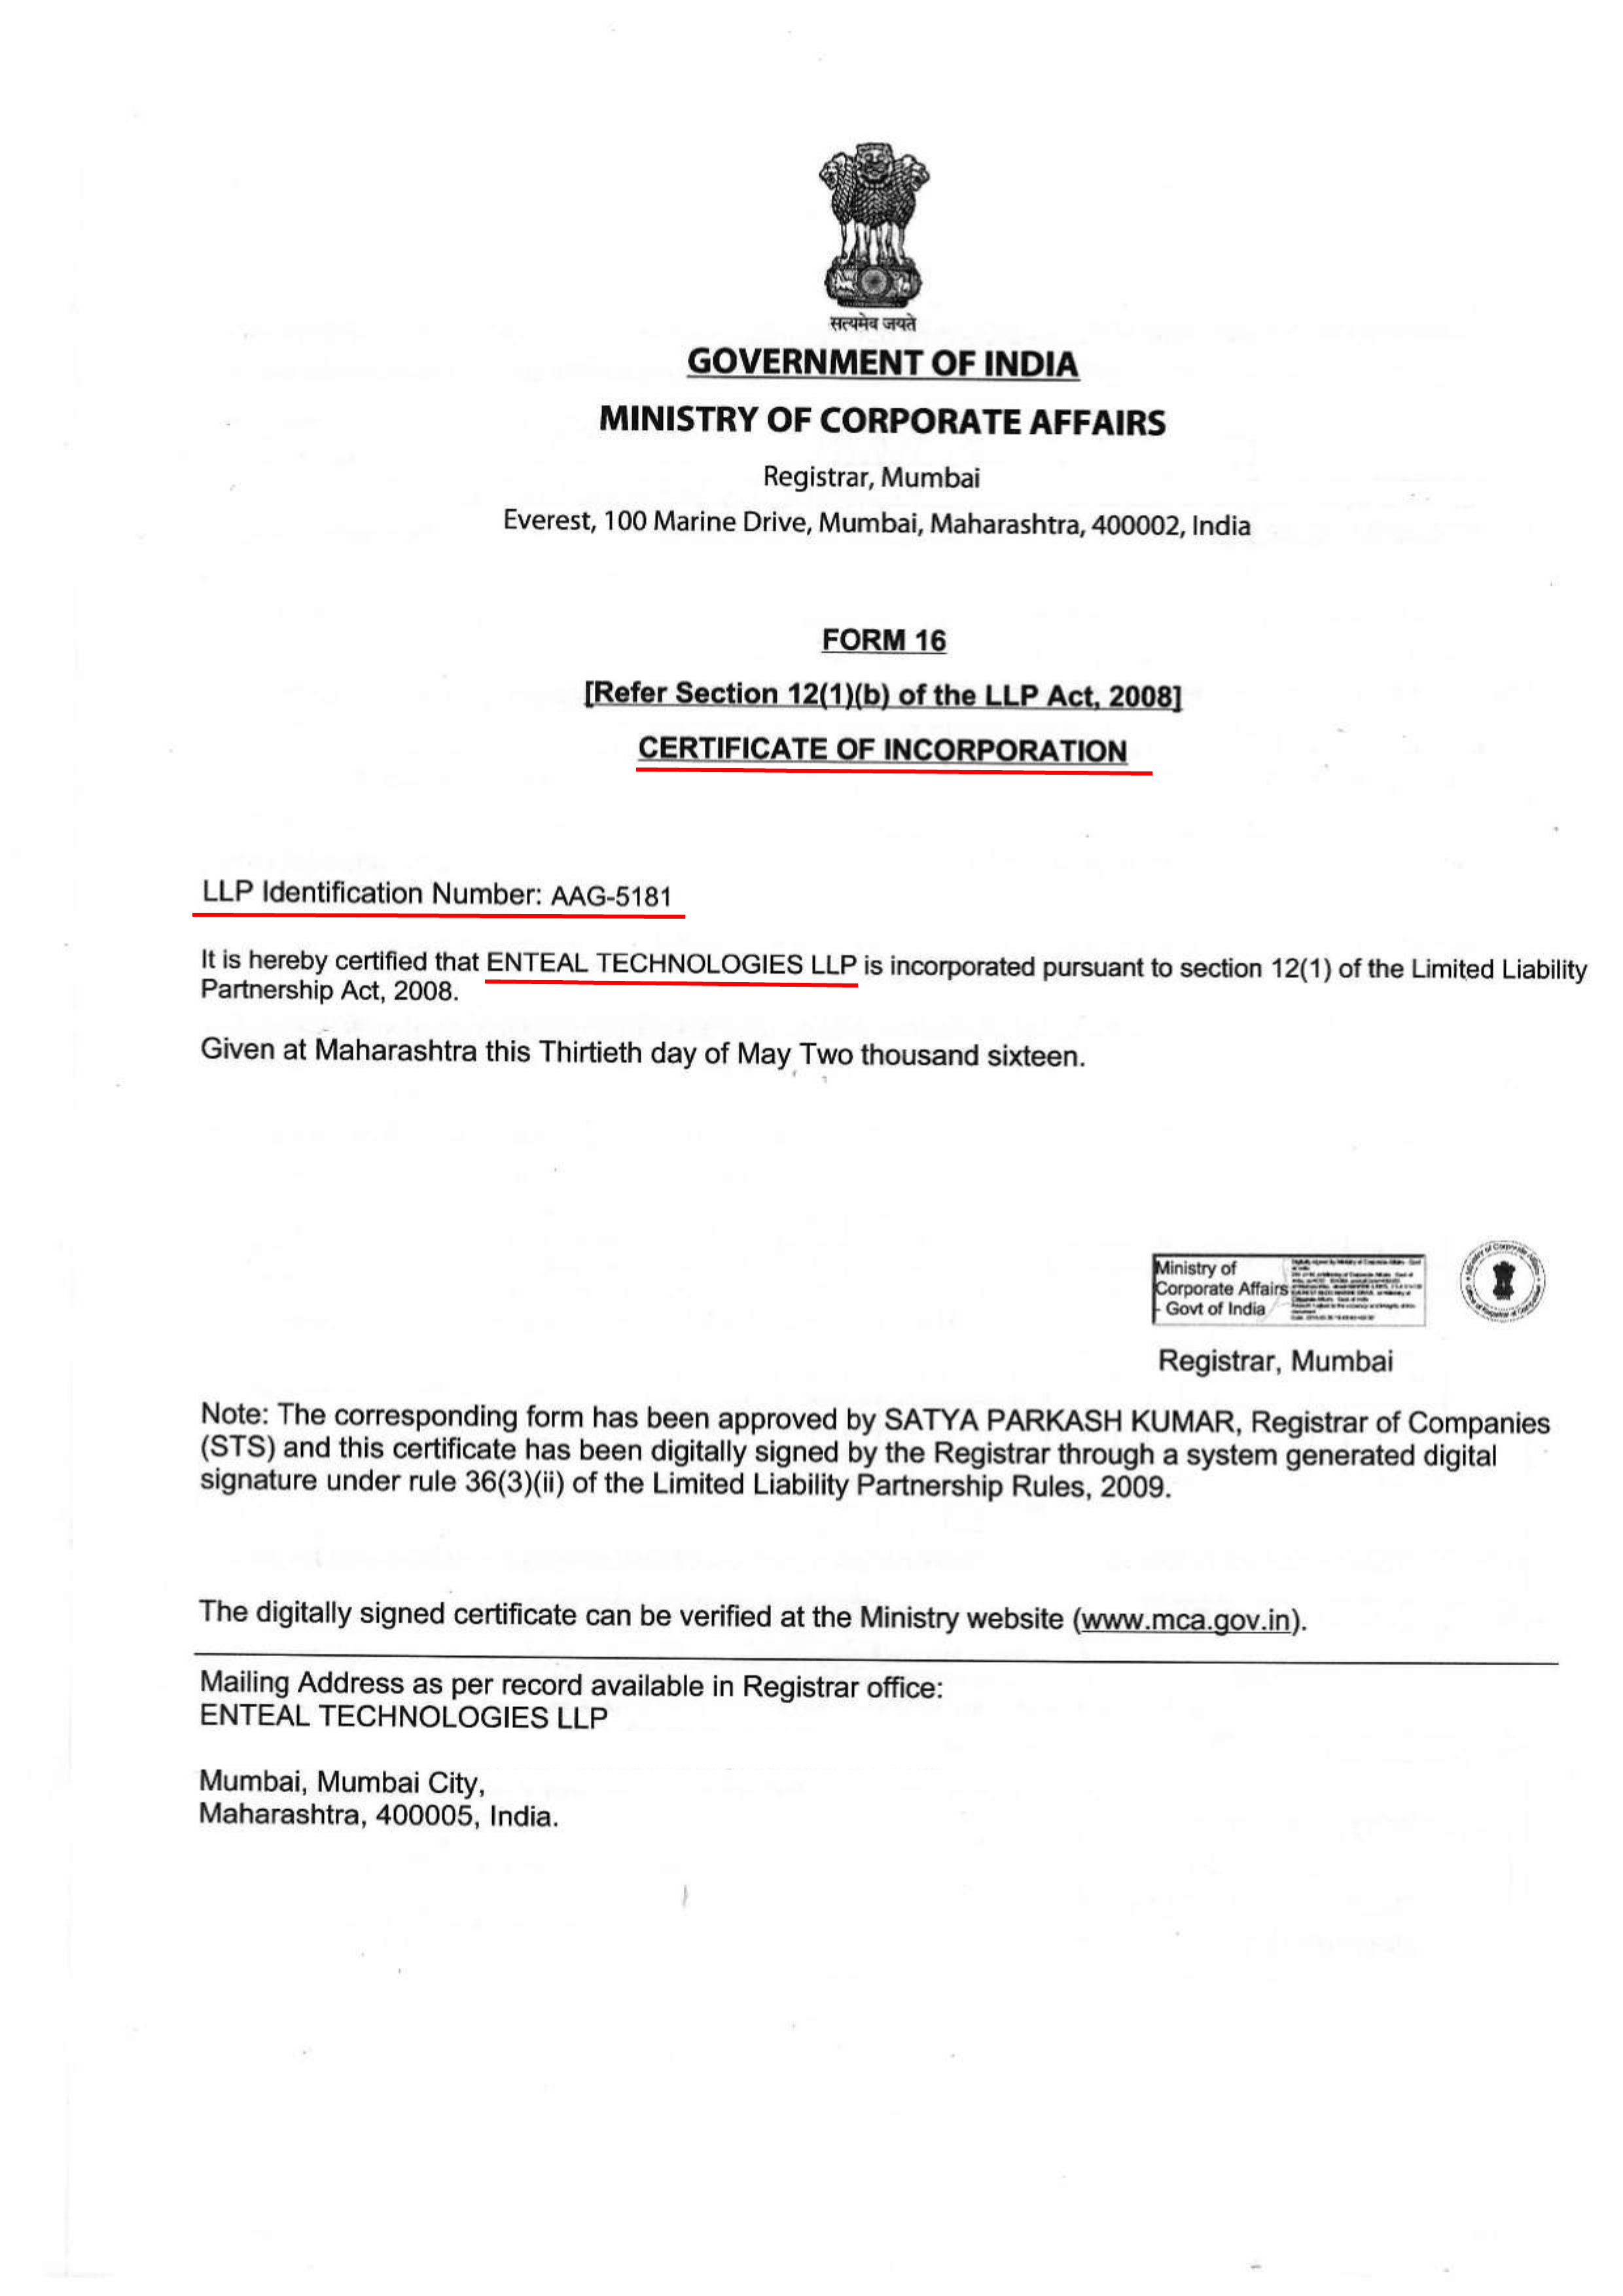 सत्यमेव जयते
GOVERNMENT OF INDIA
MINISTRY OF CORPORATE AFFAIRS
Registrar, Mumbai
Everest, 100 Marine Drive, Mumbai, Maharashtra, 400002, India
FORM 16
[Refer Section 12(1)(b) of the LLP Act, 2008]
CERTIFICATE OF INCORPORATION
LLP Identification Number: AAG-5181
It is hereby certified that ENTEAL TECHNOLOGIES LLP is incorporated pursuant to section 12(1) of the Limited Liability
Partnership Act, 2008.
Given at Maharashtra this Thirtieth day of May Two thousand sixteen.
Ministry of
Corporate Affairs
- Govt of India
Registrar, Mumbai
Note: The corresponding form has been approved by SATYA PARKASH KUMAR, Registrar of Companies
(STS) and this certificate has been digitally signed by the Registrar through a system generated digital
signature under rule 36(3)(ii) of the Limited Liability Partnership Rules, 2009.
The digitally signed certificate can be verified at the Ministry website (www.mca.gov.in).
Mailing Address as per record available in Registrar office:
ENTEAL TECHNOLOGIES LLP
Mumbai, Mumbai City,
Maharashtra, 400005, India.